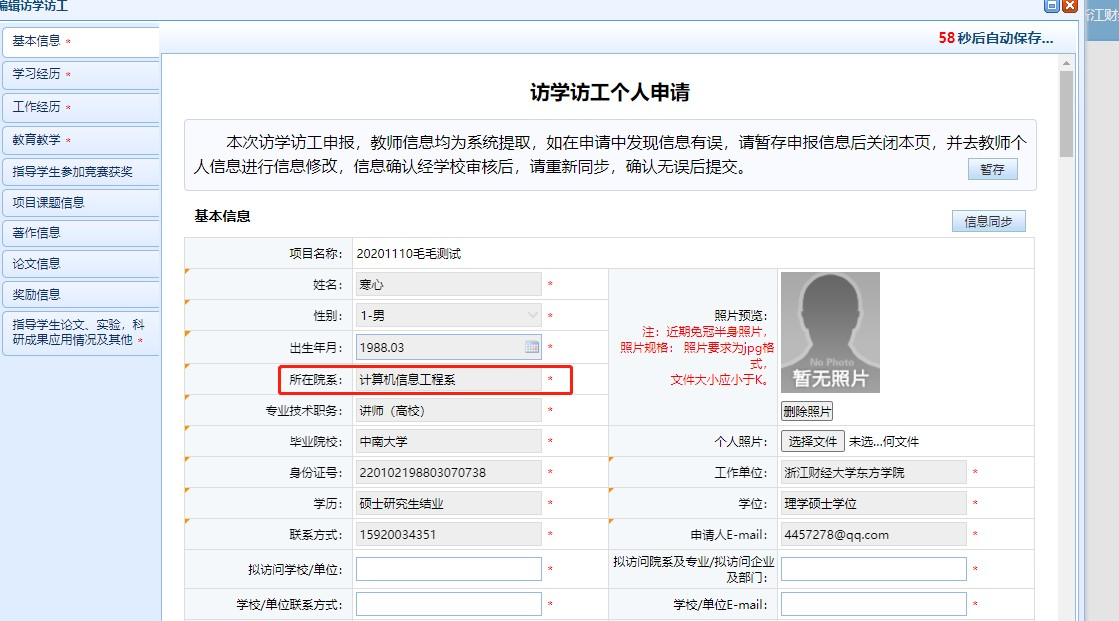 编辑访学访工
浙江财经
58秒后自动保存...
基本信息 *
学习经历 *
工作经历 *
教育教学 *
指导学生参加竞赛获奖
项目课题信息
著作信息
论文信息
奖励信息
指导学生论文、实验，科
研成果应用情况及其他 *
访学访工个人申请
本次访学访工申报，教师信息均为系统提取，如在申请中发现信息有误，请暂存申报信息后关闭本页，并去教师个
人信息进行信息修改，信息确认经学校审核后，请重新同步，确认无误后提交。
暂存
基本信息
信息同步
项目名称： 20201110毛毛测试
姓名： 寒心 *
性别： 1-男 *
出生年月： 1988.03 *
所在院系： 计算机信息工程系 *
专业技术职务： 讲师（高校） *
照片预览：
注：近期免冠半身照片，
照片规格： 照片要求为jpg格
式，
文件大小应小于K。
No Photo
暂无照片
删除照片
毕业院校： 中南大学 *
个人照片： 选择文件 未选...何文件
身份证号： 220102198803070738 *
工作单位： 浙江财经大学东方学院 *
学历： 硕士研究生结业 *
学位： 理学硕士学位 *
联系方式： 15920034351 *
申请人E-mail： 4457278@qq.com *
拟访问学校/单位： *
拟访问院系及专业/拟访问企业
及部门： *
学校/单位联系方式： *
学校/单位E-mail： *